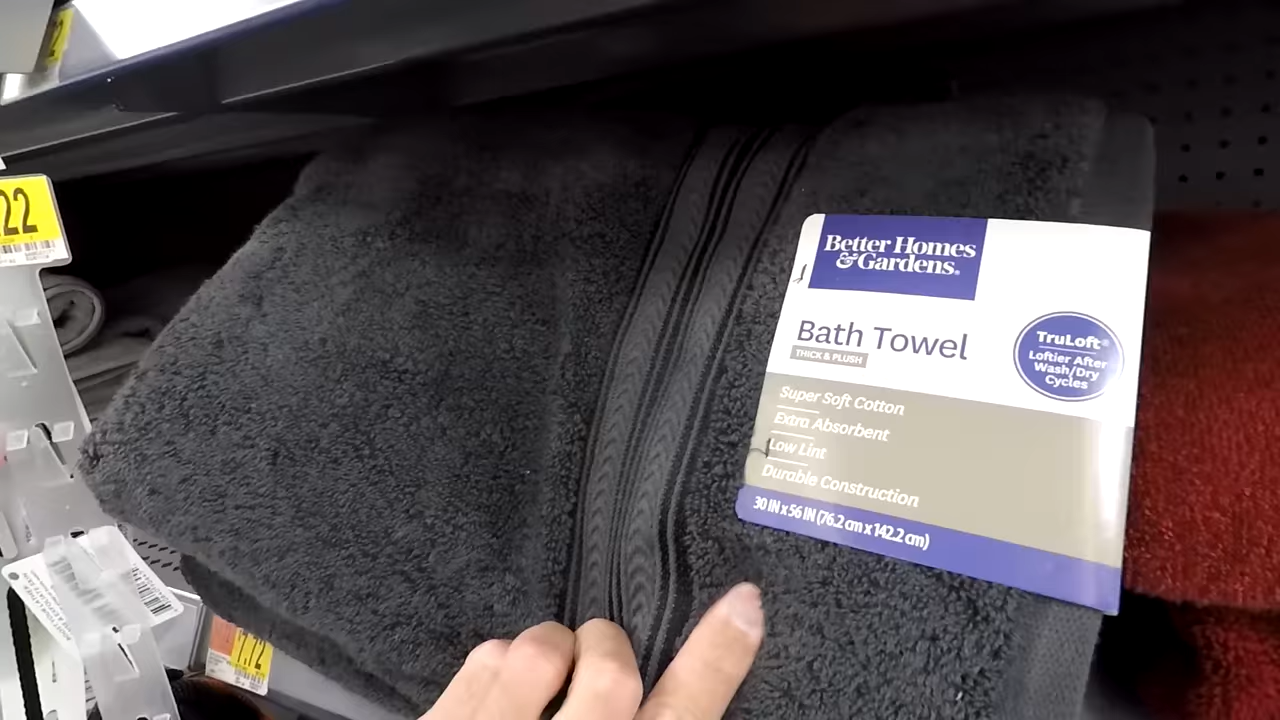 22
Better Homes
&Gardens®
Bath Towel
THICK & PLUSH
TruLoft®
Loftier After
Wash/Dry
Cycles
Super Soft Cotton
Extra Absorbent
Low Lint
Durable Construction
30 IN x 56 IN (76.2 cm x 142.2 cm)
7.72